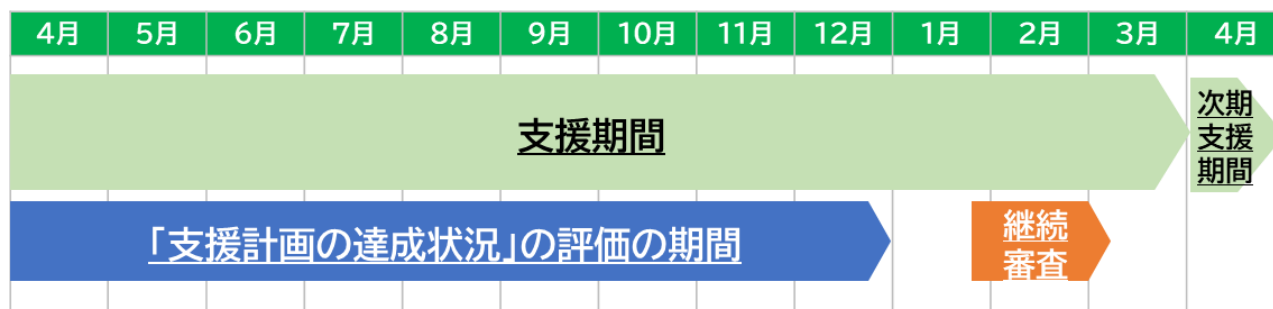 4月 5月 6月 7月 8月 9月 10月 11月 12月 1月 2月 3月 4月
支援期間
次期
支援
期間
「支援計画の達成状況」の評価の期間
継続
審査